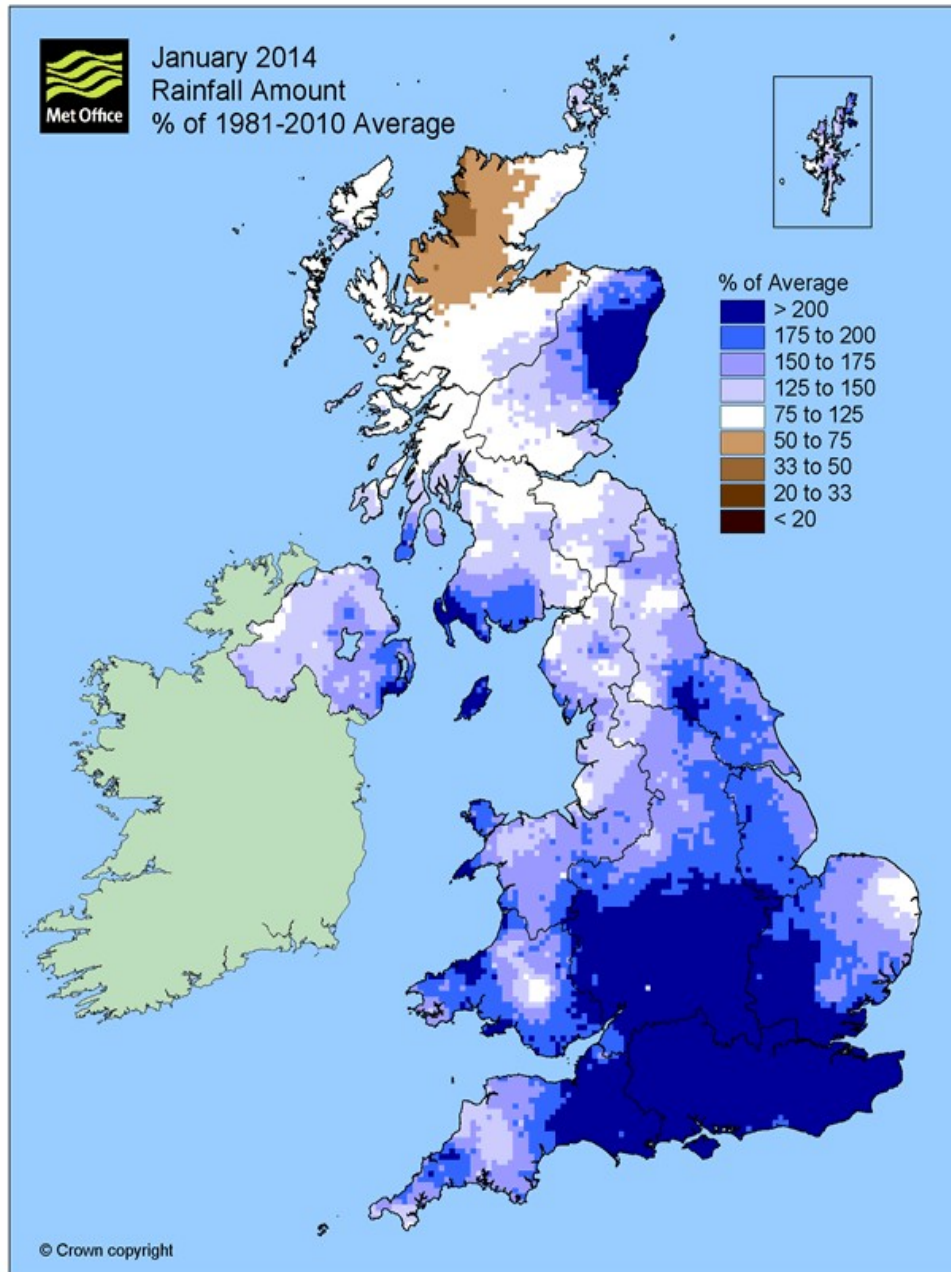 Met Office
January 2014
Rainfall Amount
% of 1981-2010 Average
% of Average
> 200
175 to 200
150 to 175
125 to 150
75 to 125
50 to 75
33 to 50
20 to 33
< 20
© Crown copyright